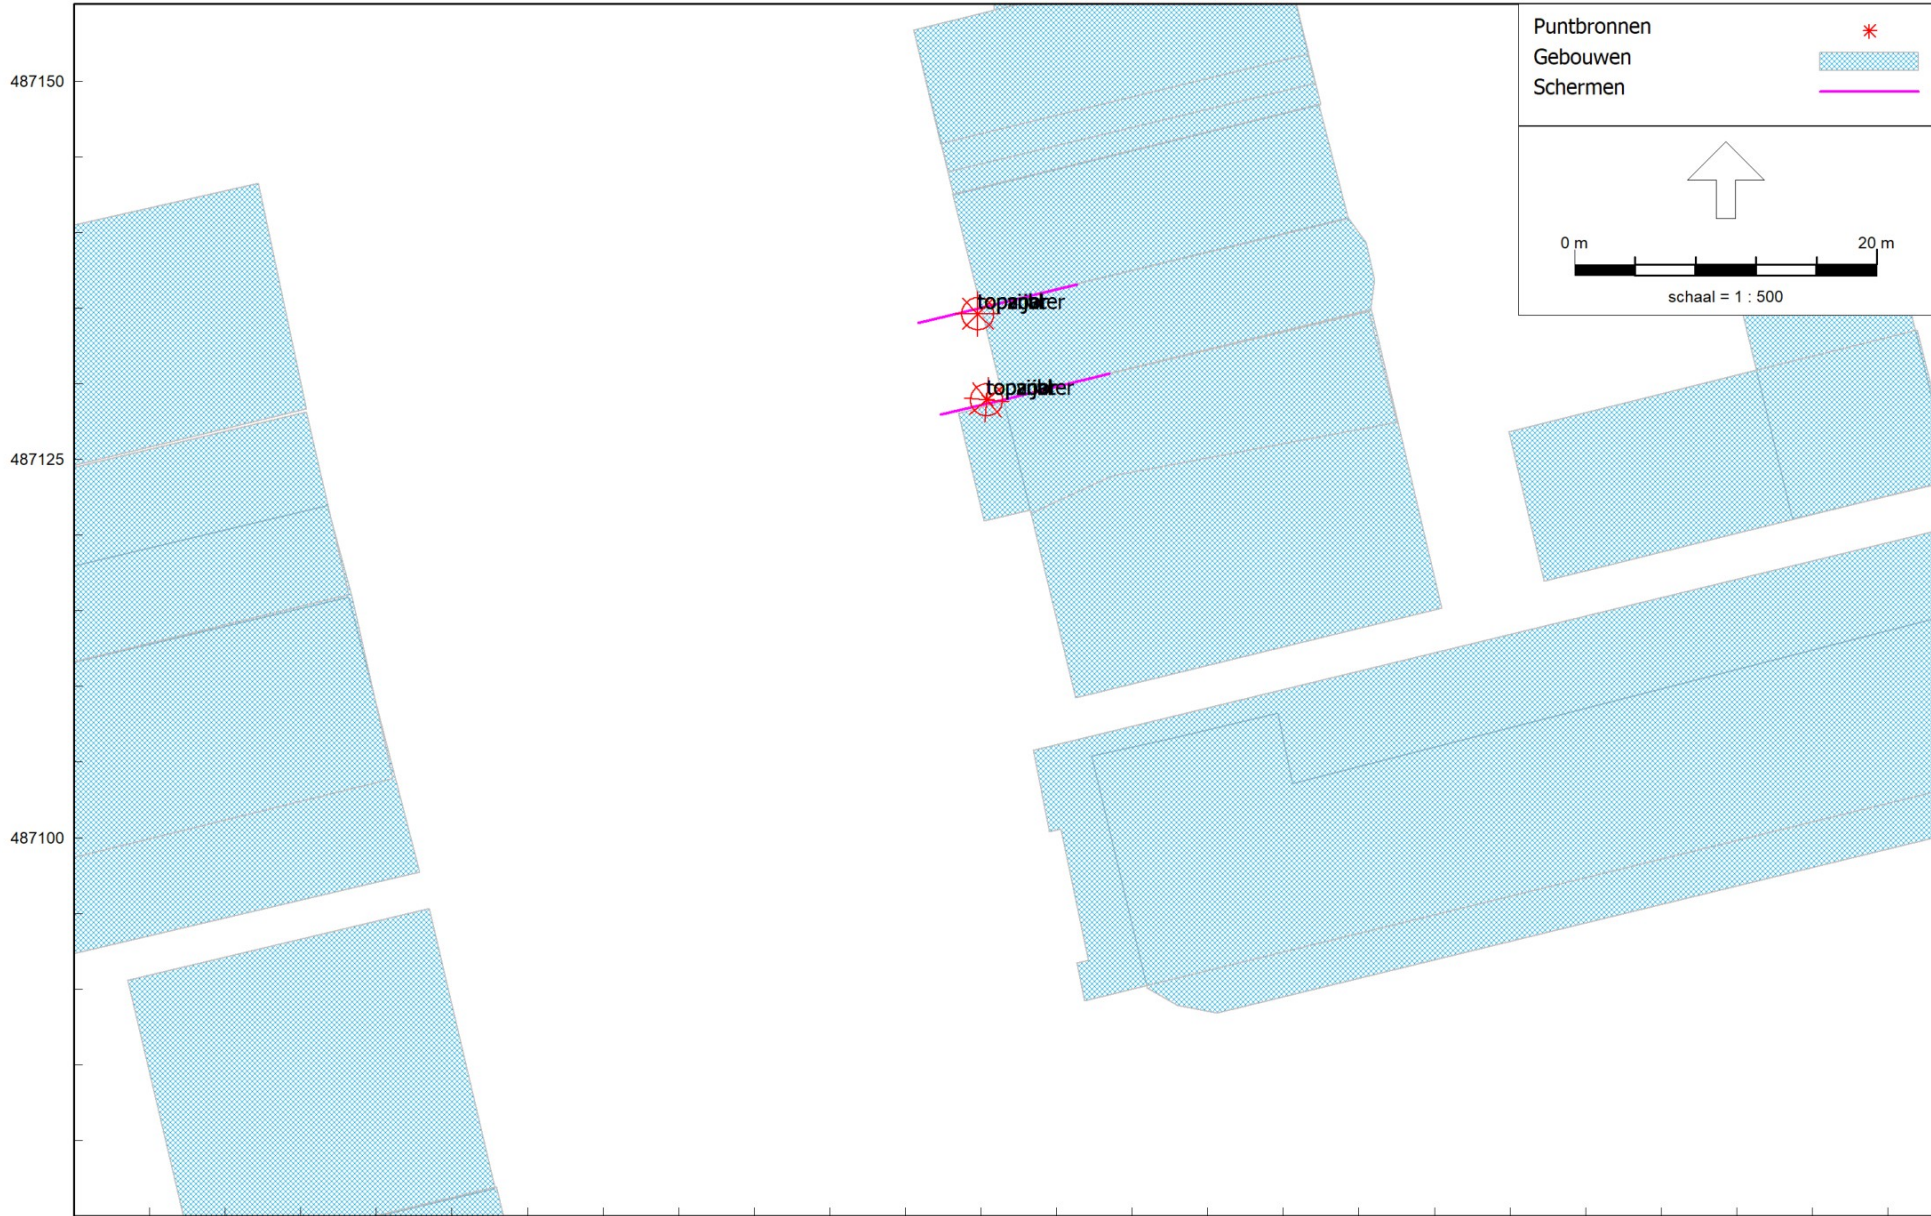 Puntbronnen
Gebouwen
Schermen
0 m 20 m
schaal = 1 : 500
487150
487125
487100